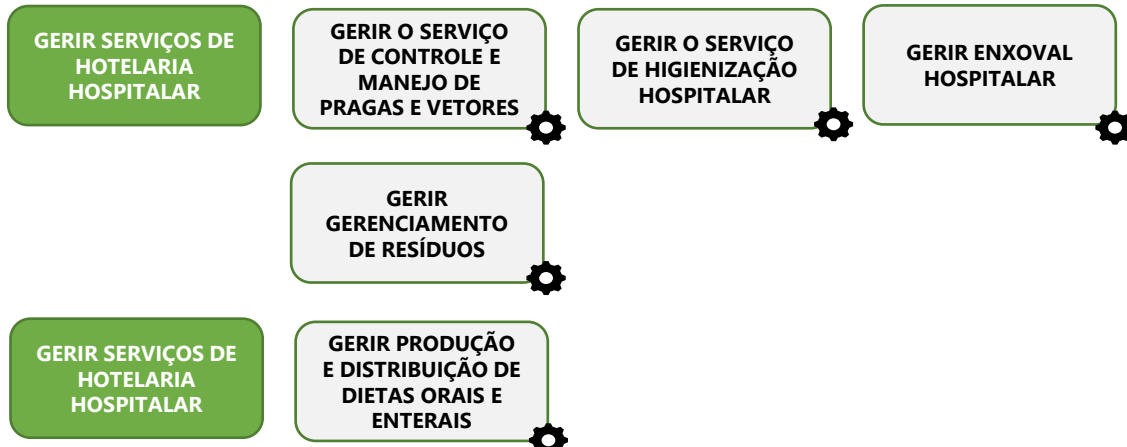 GERIR SERVIÇOS DE
HOTELARIA
HOSPITALAR
GERIR O SERVIÇO
DE CONTROLE E
MANEJO DE
PRAGAS E VETORES
GERIR O SERVIÇO
DE HIGIENIZAÇÃO
HOSPITALAR
GERIR ENXOVAL
HOSPITALAR
GERIR
GERENCIAMENTO
DE RESÍDUOS
GERIR SERVIÇOS DE
HOTELARIA
HOSPITALAR
GERIR PRODUÇÃO
E DISTRIBUIÇÃO DE
DIETAS ORAIS E
ENTERAIS